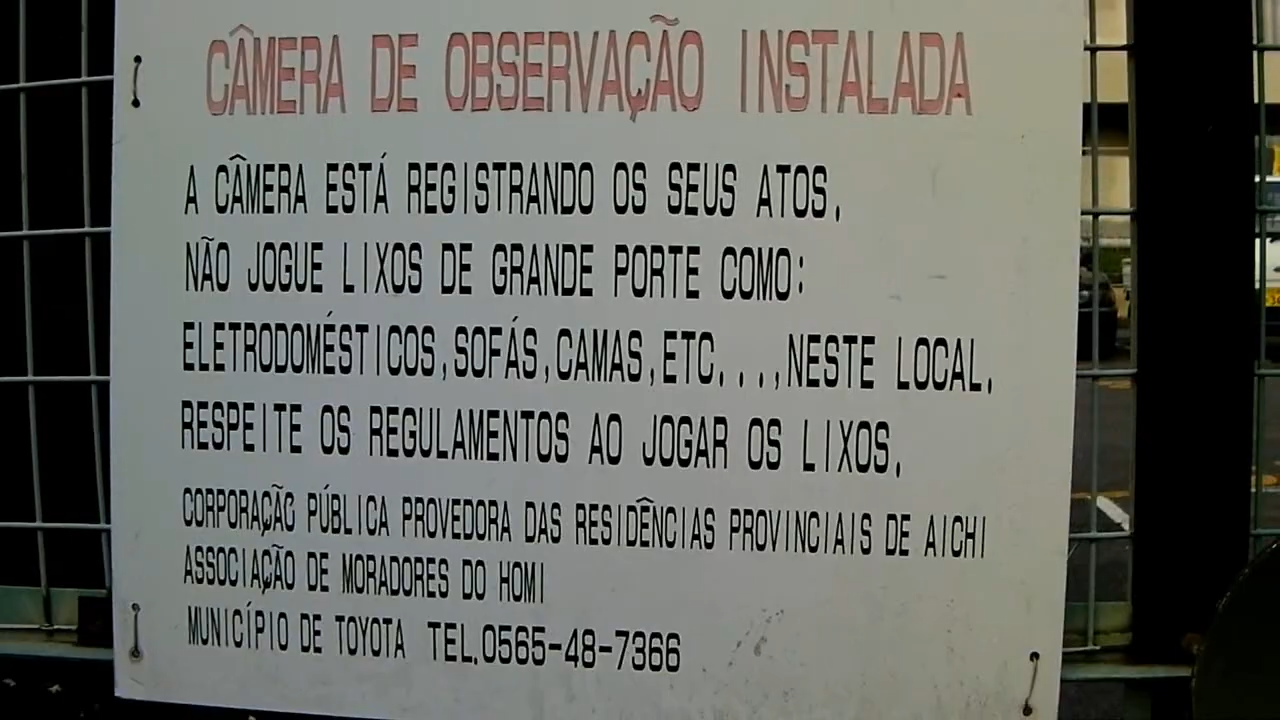 CÂMERA DE OBSERVAÇÃO INSTALADA
A CÂMERA ESTÁ REGISTRANDO OS SEUS ATOS.
NÃO JOGUE LIXOS DE GRANDE PORTE COMO:
ELETRODOMÉSTICOS,SOFÁS,CAMAS,ETC...,NESTE LOCAL.
RESPEITE OS REGULAMENTOS AO JOGAR OS LIXOS.
CORPORAÇÃO PÚBLICA PROVEDORA DAS RESIDÊNCIAS PROVINCIAIS DE AICHI
ASSOCIAÇÃO DE MORADORES DO HOMI
MUNICÍPIO DE TOYOTA TEL.0565-48-7366